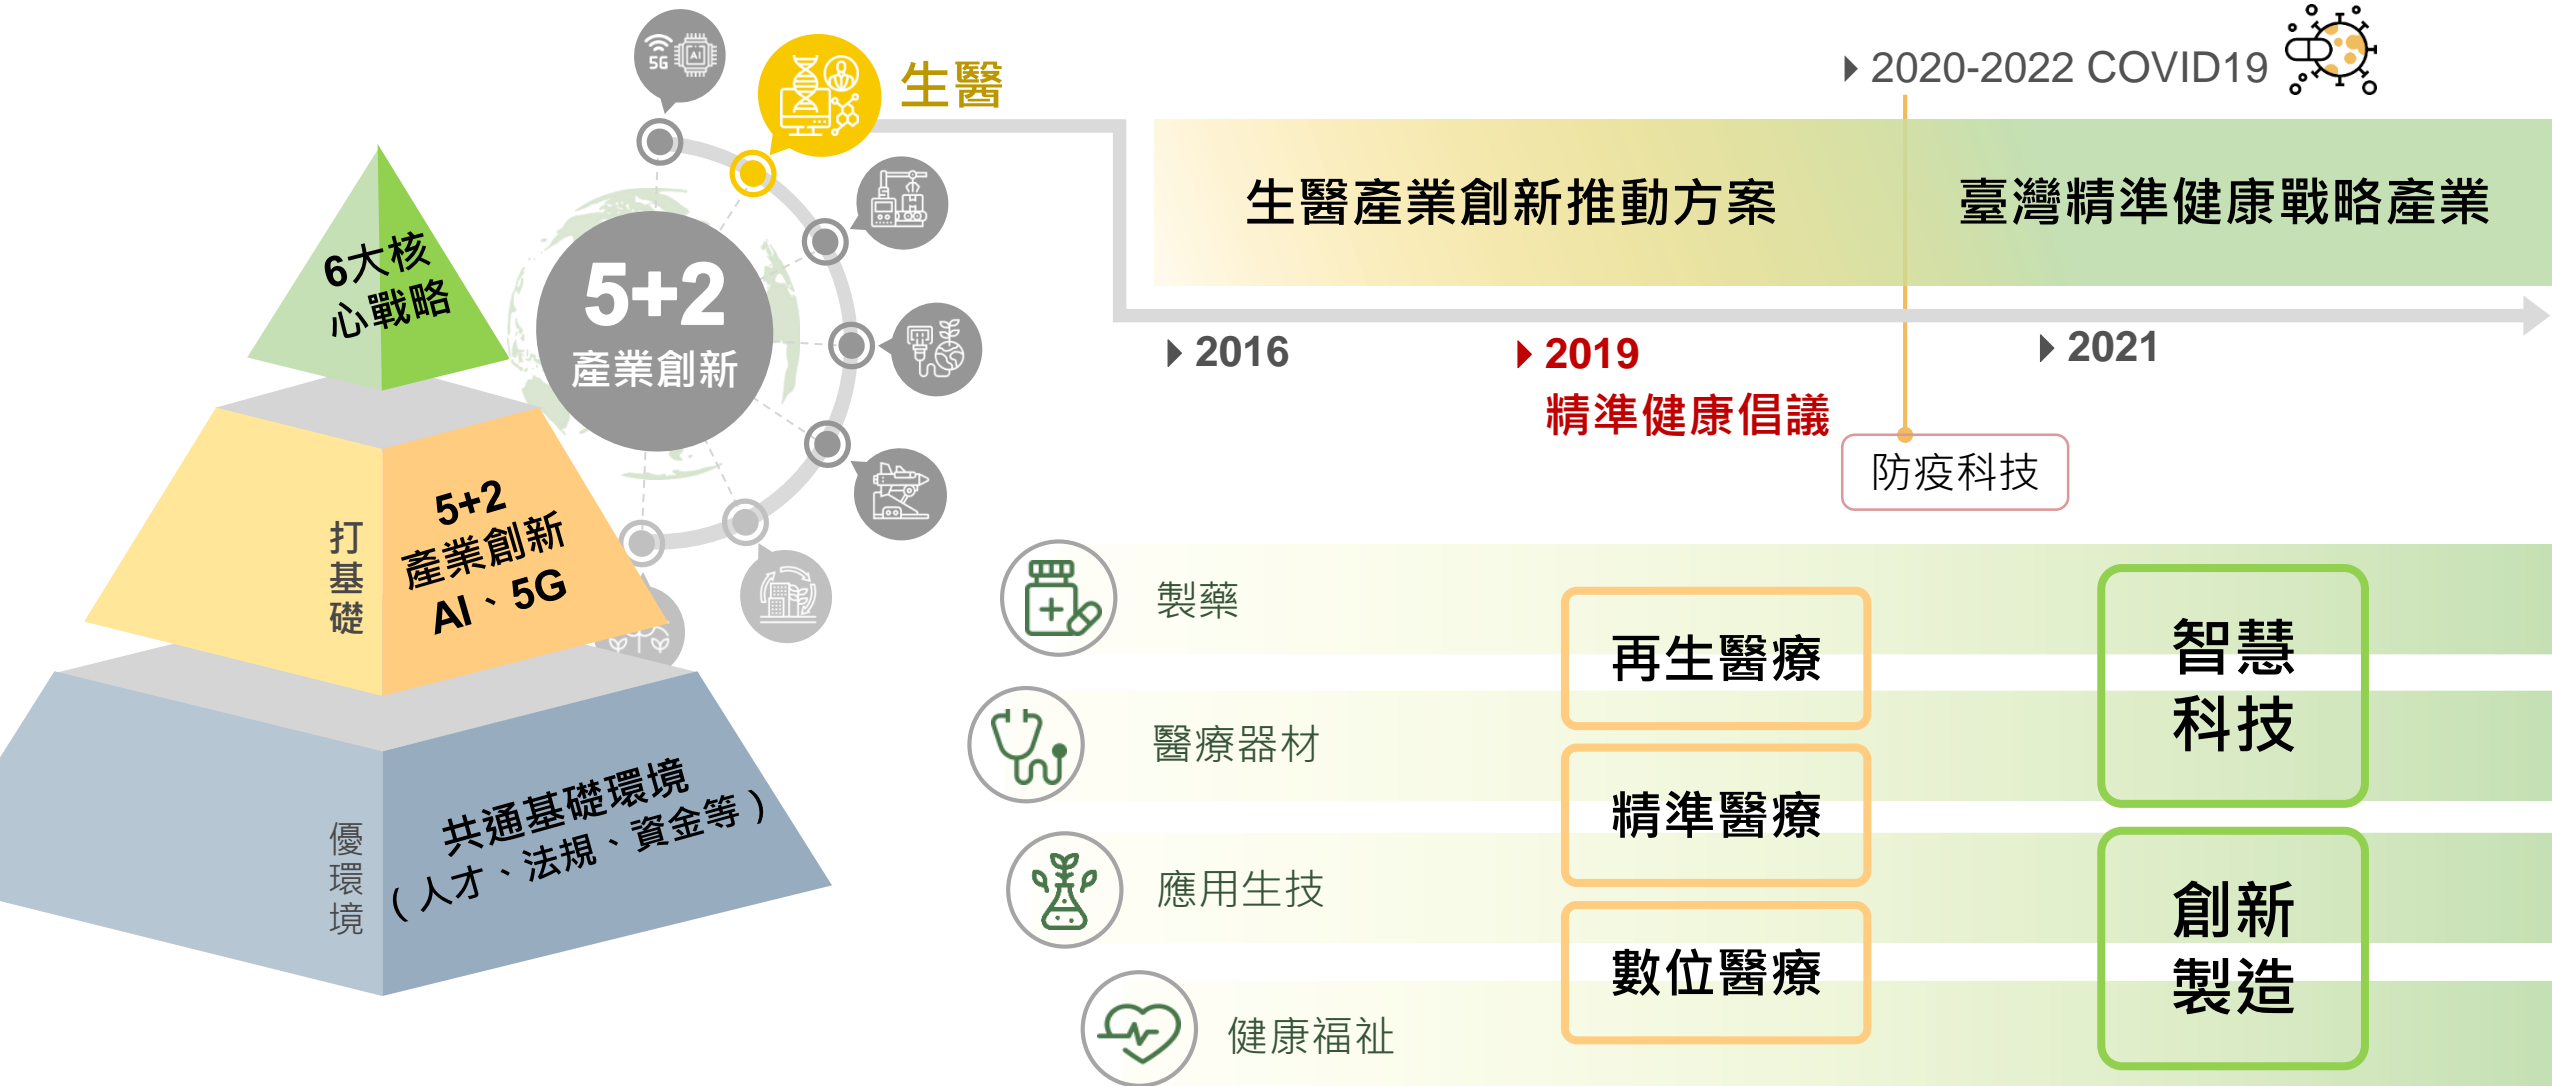 5G
AI
生醫
2020-2022 COVID19
生醫產業創新推動方案
臺灣精準健康戰略產業
6大核
心戰略
5+2
產業創新
2016
2019
精準健康倡議
2021
防疫科技
打基礎
5+2
產業創新
AI、5G
優環境
共通基礎環境
(人才、法規、資金等)
製藥
醫療器材
應用生技
健康福祉
再生醫療
精準醫療
數位醫療
智慧
科技
創新
製造